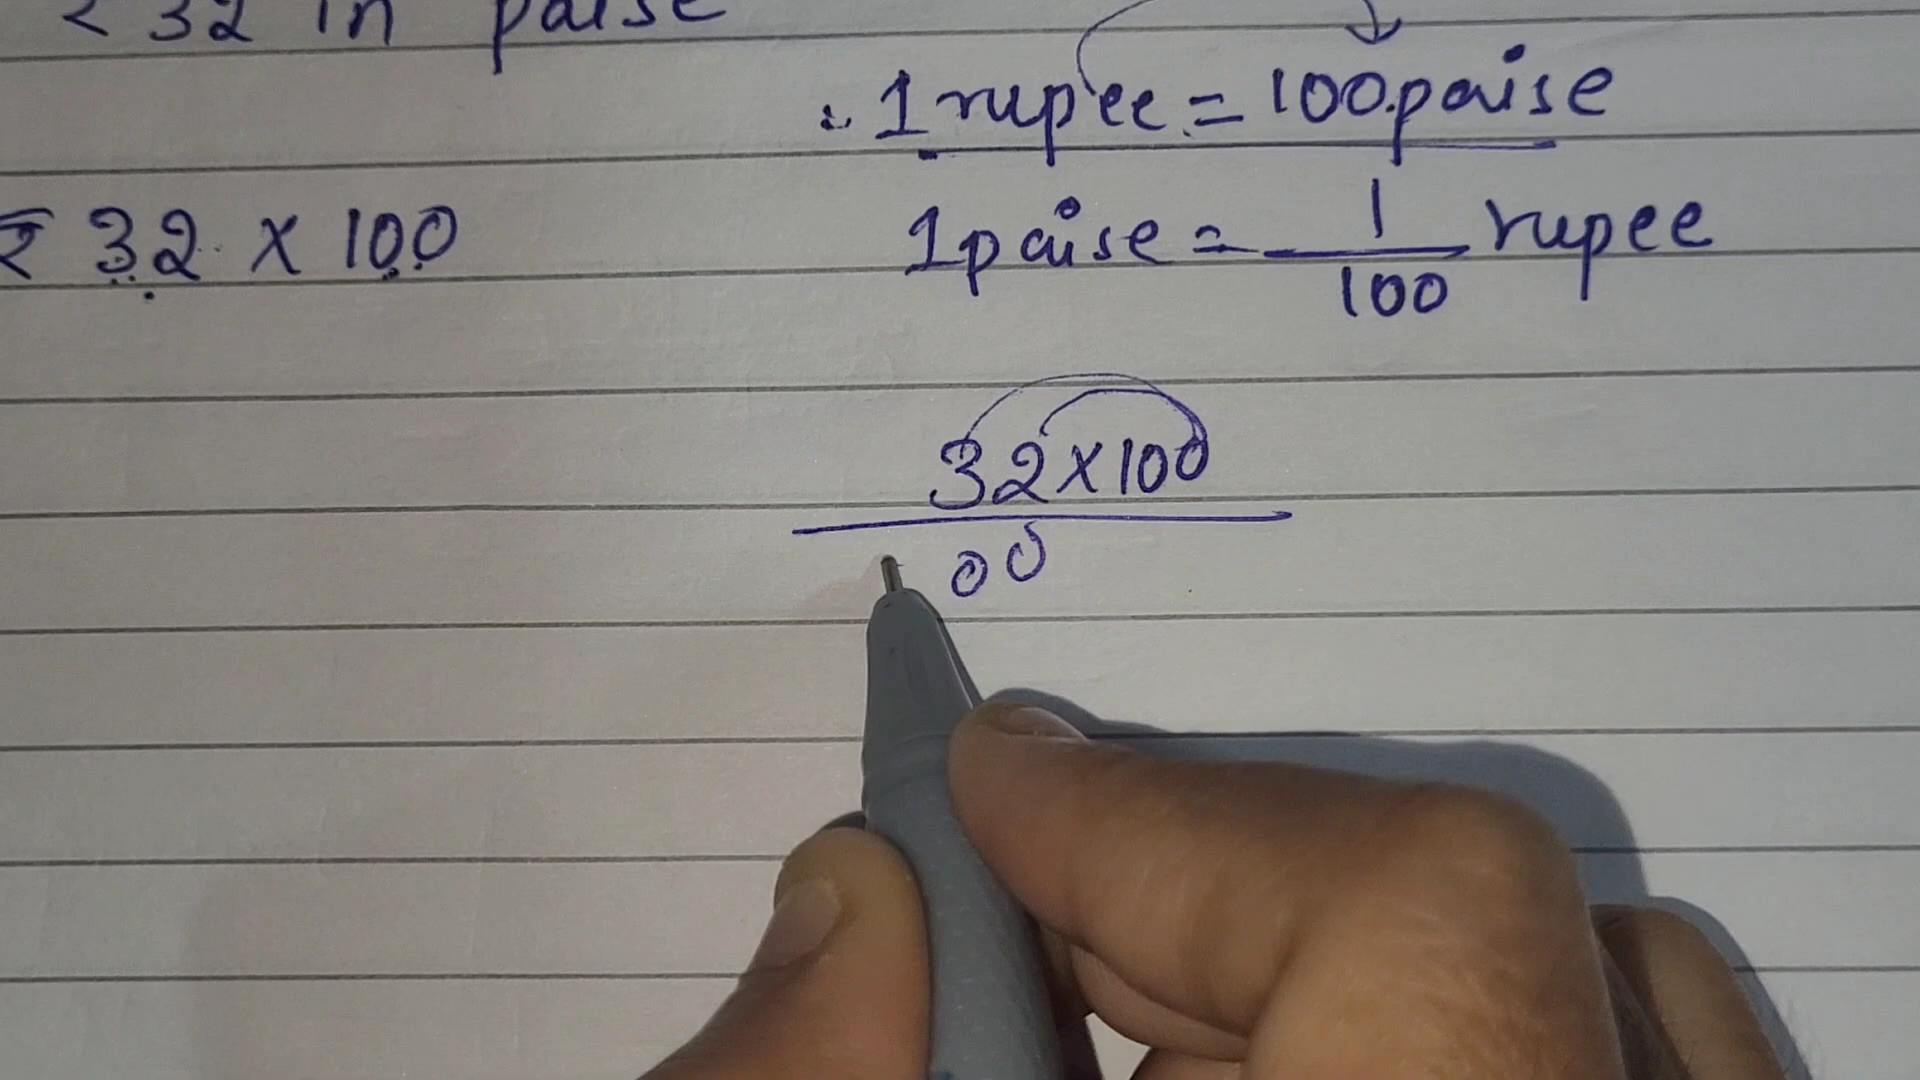 ₹ 32 in paise
∴ 1 rupee = 100 paise
₹ 32 x 100
1 paise = 1/100 rupee
32 x 100
00